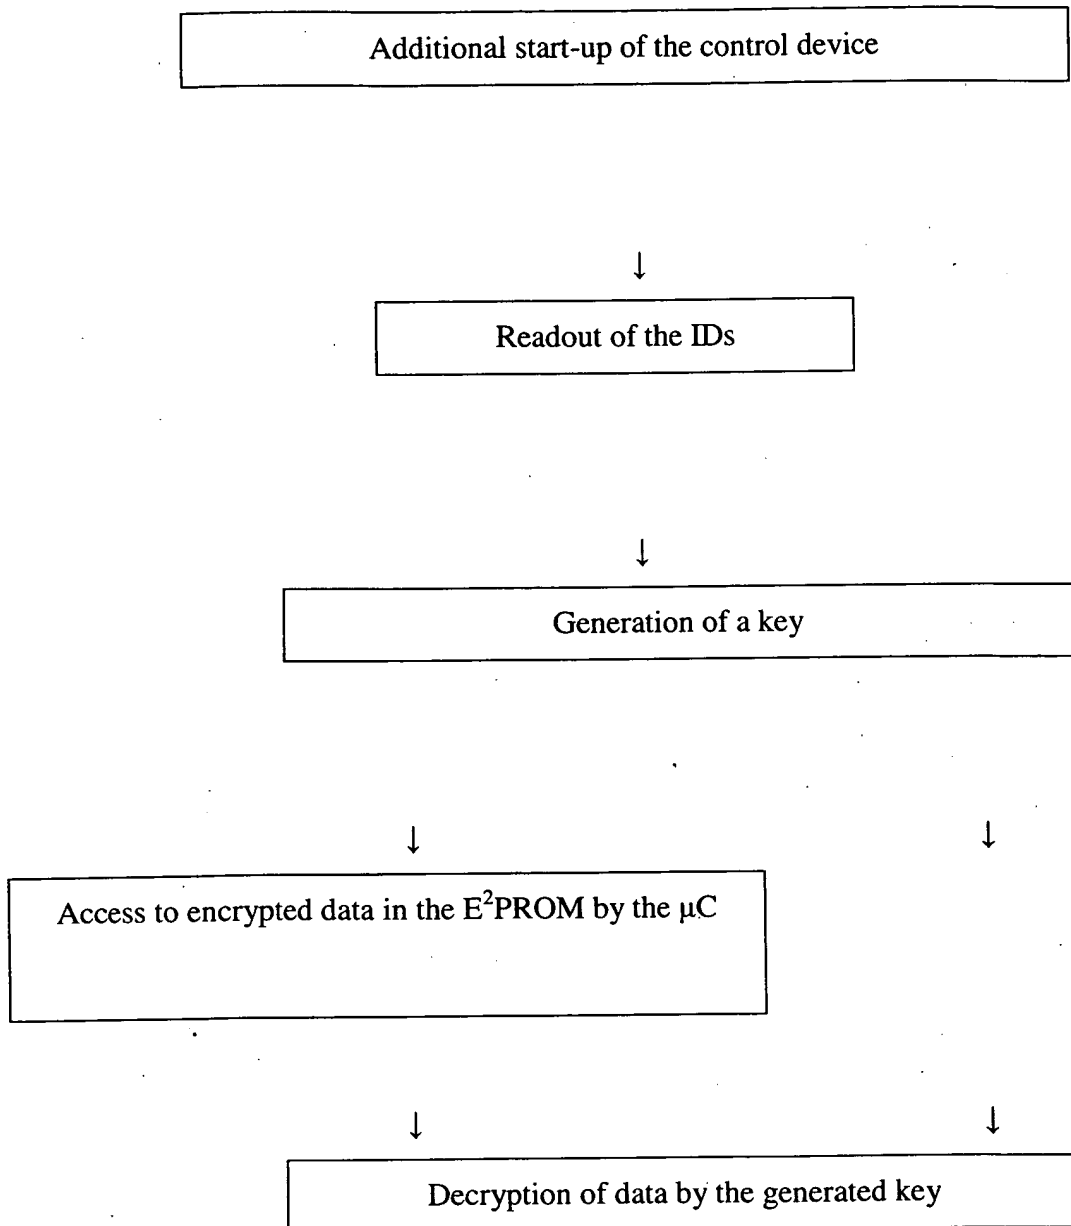 Additional start-up of the control device
↓
Readout of the IDs
↓
Generation of a key
↓ ↓
Access to encrypted data in the E²PROM by the µC
↓ ↓
Decryption of data by the generated key